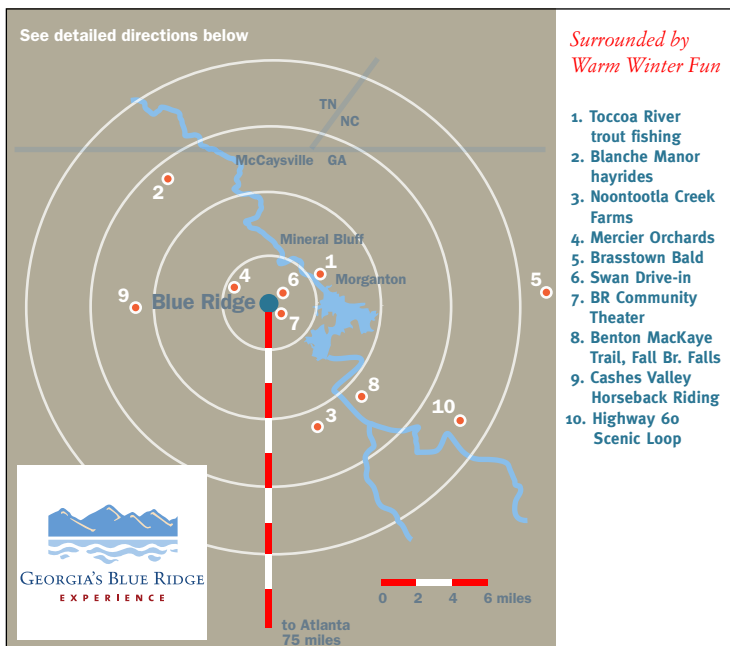 See detailed directions below
TN
NC
McCaysville GA
2
Mineral Bluff
1
4
6
Morganton
5
9
Blue Ridge
7
8
3
10
GEORGIA'S BLUE RIDGE
EXPERIENCE
0 2 4 6 miles
to Atlanta
75 miles
Surrounded by
Warm Winter Fun
1. Toccoa River
trout fishing
2. Blanche Manor
hayrides
3. Noontootla Creek
Farms
4. Mercier Orchards
5. Brasstown Bald
6. Swan Drive-in
7. BR Community
Theater
8. Benton MacKaye
Trail, Fall Br. Falls
9. Cashes Valley
Horseback Riding
10. Highway 60
Scenic Loop